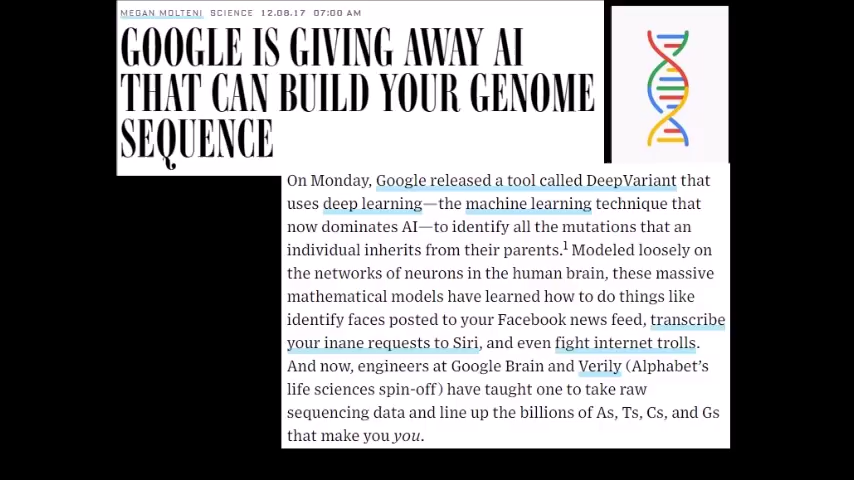 MEGAN MOLTENI SCIENCE 12.08.17 07:00 AM
GOOGLE IS GIVING AWAY AI
THAT CAN BUILD YOUR GENOME
SEQUENCE
On Monday, Google released a tool called DeepVariant that
uses deep learning—the machine learning technique that
now dominates AI—to identify all the mutations that an
individual inherits from their parents.1 Modeled loosely on
the networks of neurons in the human brain, these massive
mathematical models have learned how to do things like
identify faces posted to your Facebook news feed, transcribe
your inane requests to Siri, and even fight internet trolls.
And now, engineers at Google Brain and Verily (Alphabet’s
life sciences spin-off) have taught one to take raw
sequencing data and line up the billions of As, Ts, Cs, and Gs
that make you you.